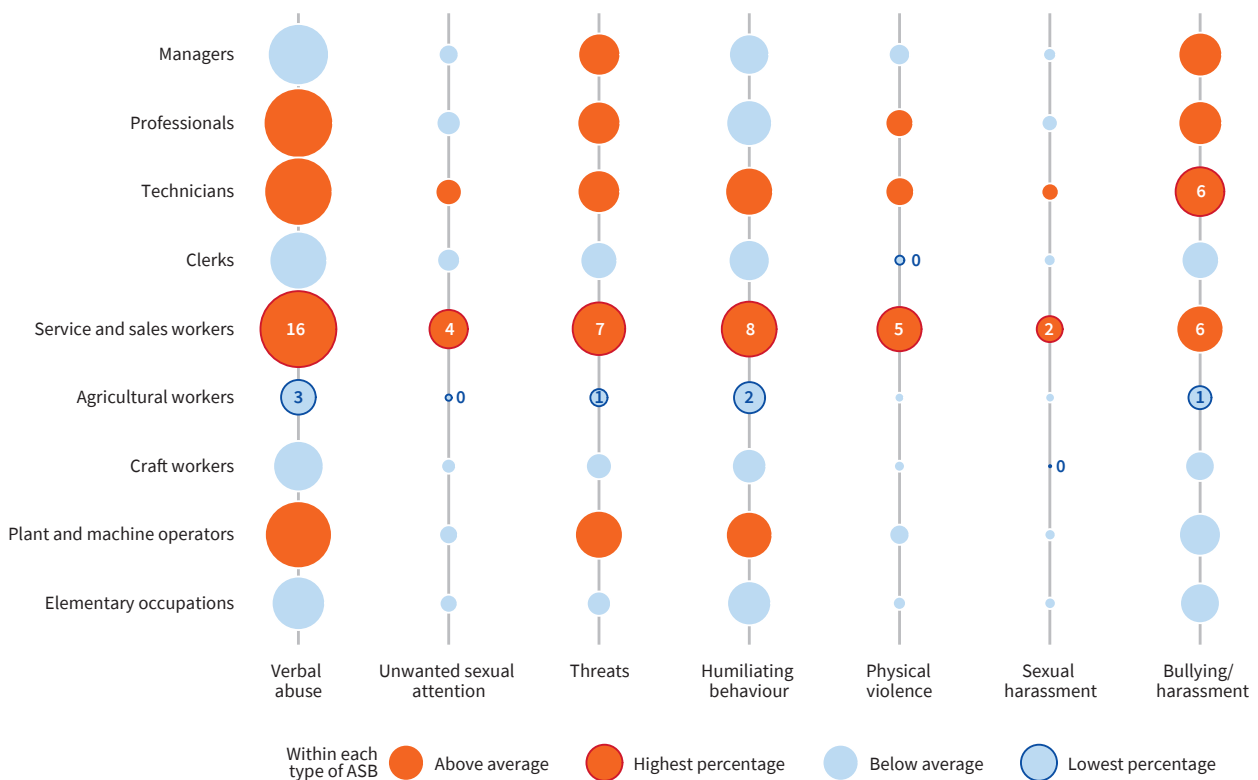 Managers
Professionals
Technicians
6
Clerks
0
Service and sales workers
16
4
7
8
5
2
6
Agricultural workers
3
0
1
2
1
Craft workers
0
Plant and machine operators
Elementary occupations
Verbal
abuse
Unwanted sexual
attention
Threats
Humiliating
behaviour
Physical
violence
Sexual
harassment
Bullying/
harassment
Within each
type of ASB
Above average
Highest percentage
Below average
Lowest percentage